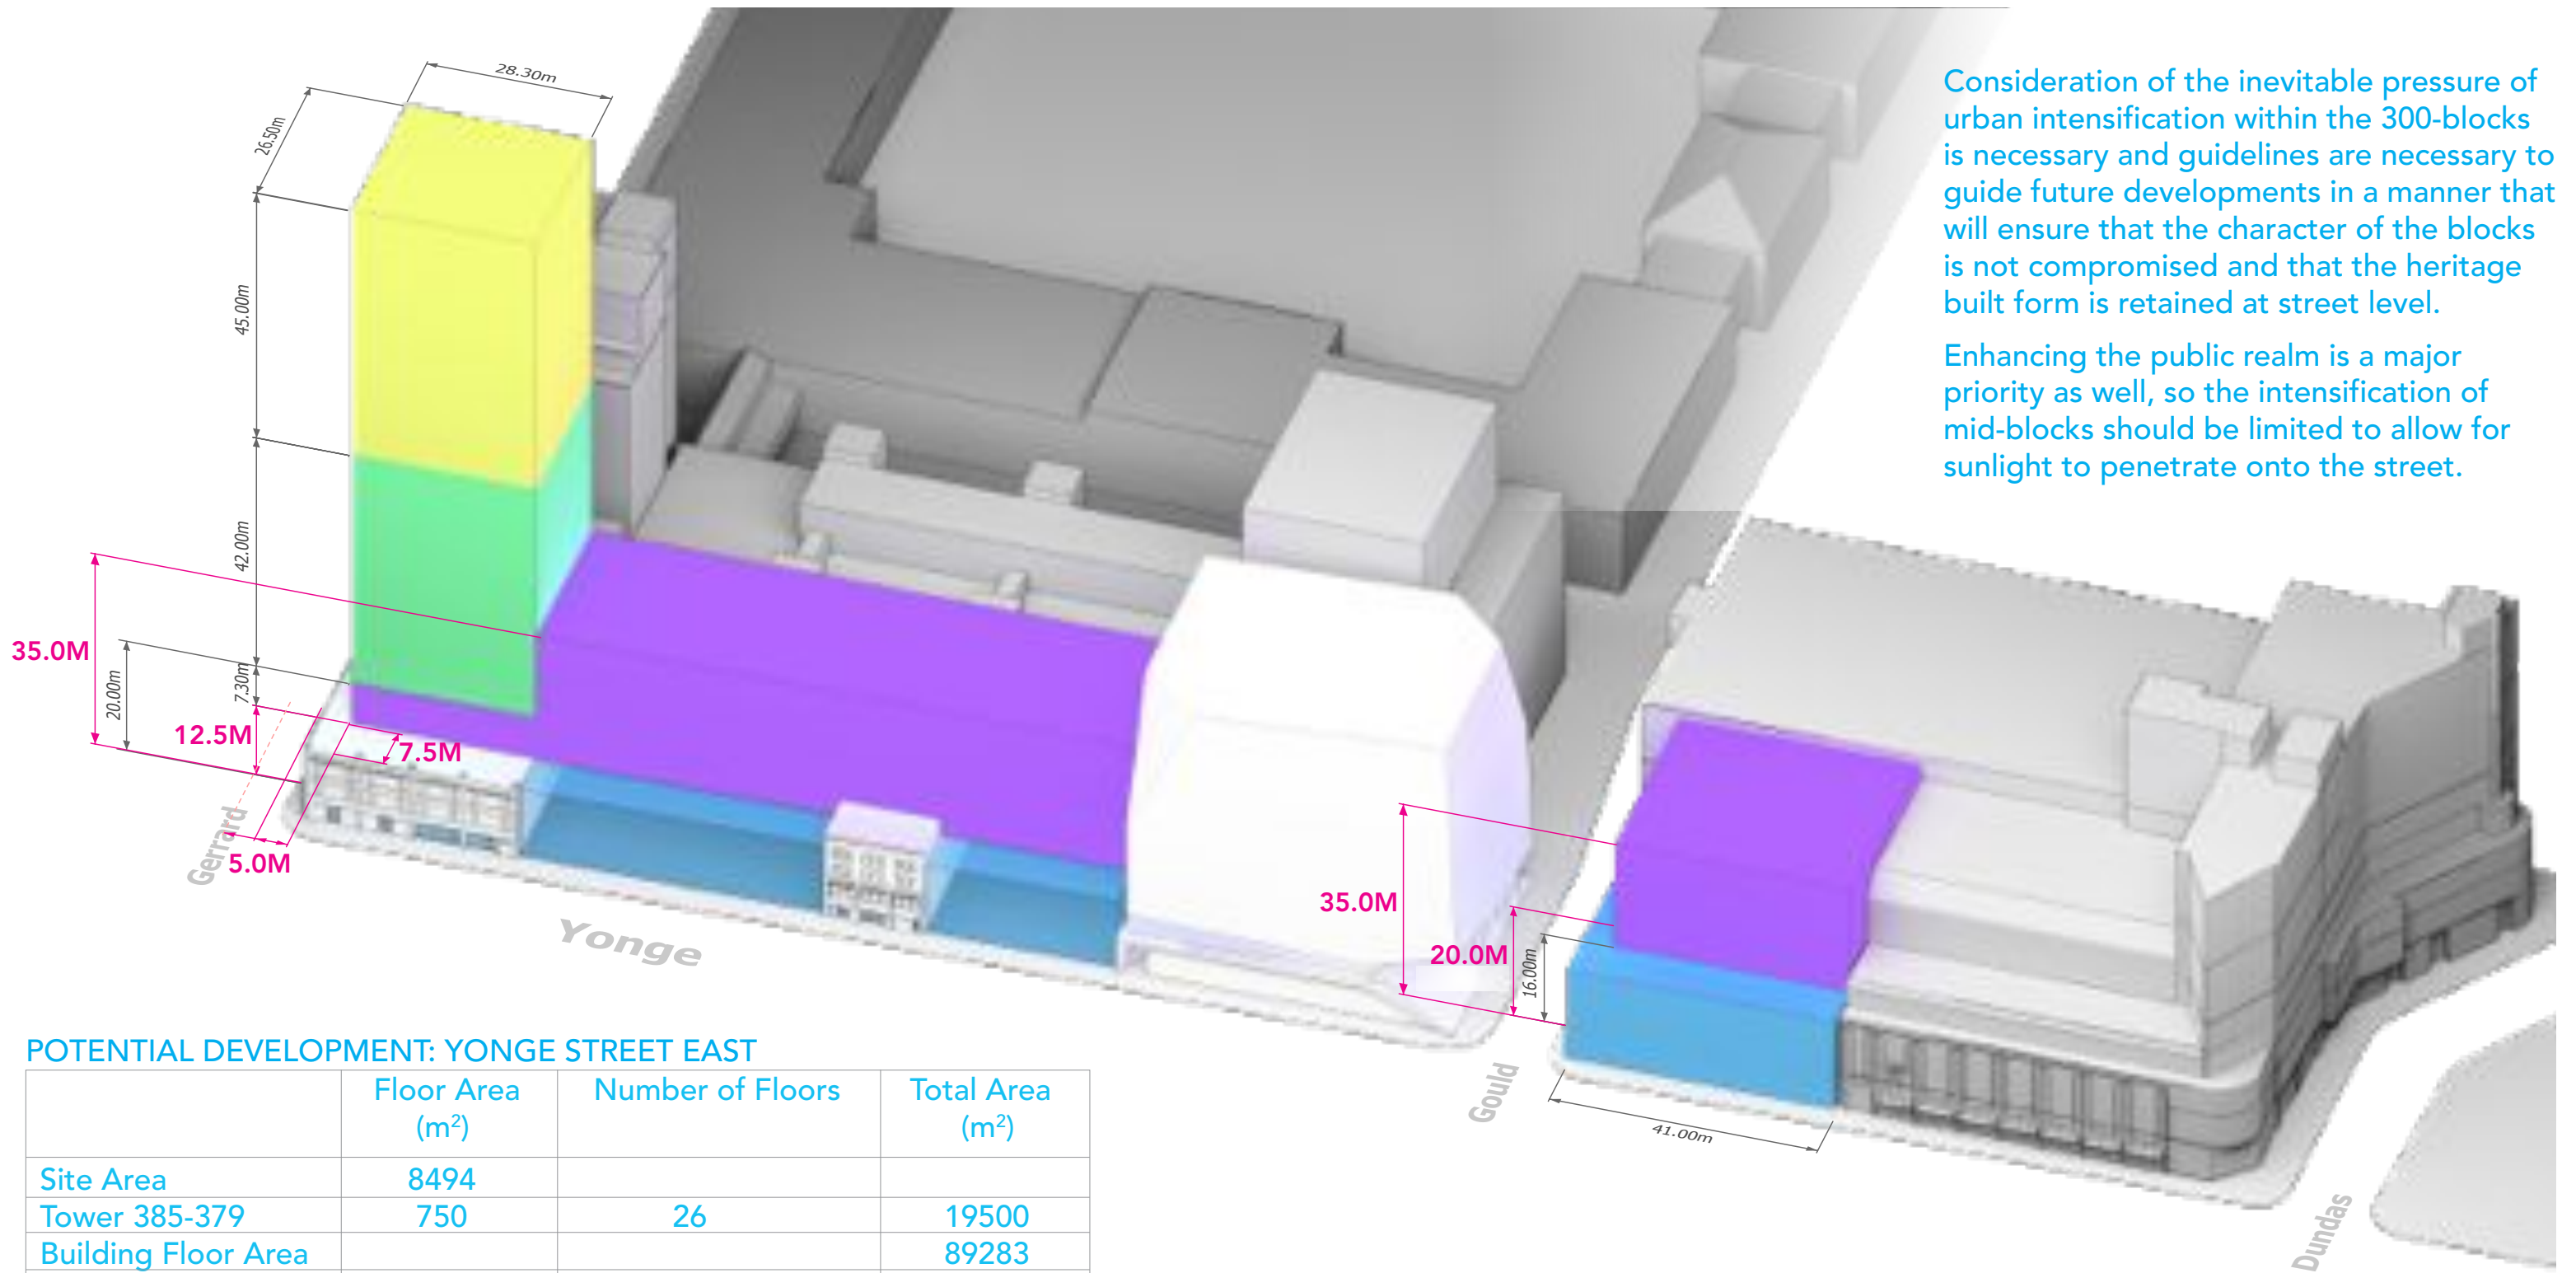 28.30m
26.50m
45.00m
42.00m
35.0M
20.00m
7.30m
12.5M
7.5M
5.0M
Gerrard
Yonge
Consideration of the inevitable pressure of
urban intensification within the 300-blocks
is necessary and guidelines are necessary to
guide future developments in a manner that
will ensure that the character of the blocks
is not compromised and that the heritage
built form is retained at street level.
Enhancing the public realm is a major
priority as well, so the intensification of
mid-blocks should be limited to allow for
sunlight to penetrate onto the street.
35.0M
20.0M
16.00m
Gould
41.00m
Dundas
POTENTIAL DEVELOPMENT: YONGE STREET EAST
Floor Area Number of Floors Total Area
(m²) (m²)
Site Area 8494
Tower 385-379 750 26 19500
Building Floor Area 89283